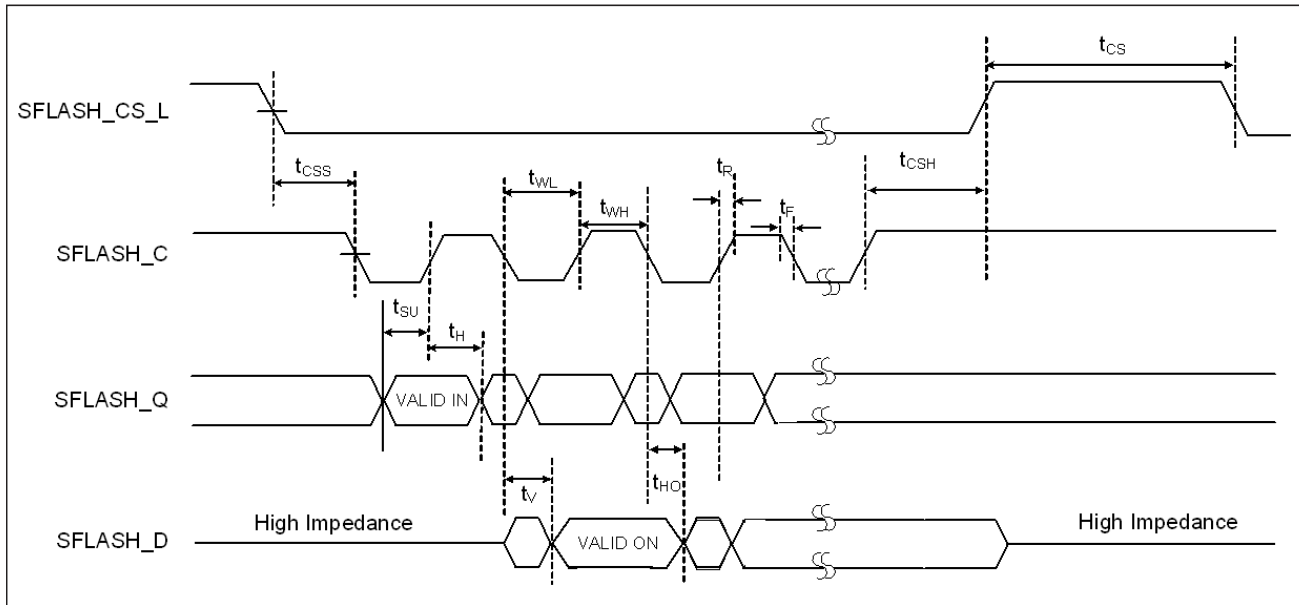 tCS
SFLASH_CS_L
tCSS
tWL
tWH
tR
tF
tCSH
SFLASH_C
tSU
tH
SFLASH_Q
VALID IN
tV
tHO
High Impedance
High Impedance
SFLASH_D
VALID ON